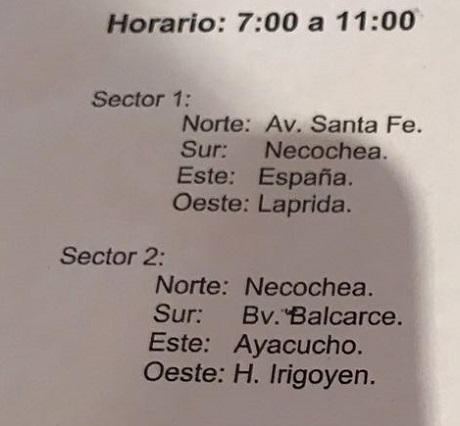 Horario: 7:00 a 11:00
Sector 1:
Norte: Av. Santa Fe.
Sur: Necochea.
Este: España.
Oeste: Laprida.
Sector 2:
Norte: Necochea.
Sur: Bv. Balcarce.
Este: Ayacucho.
Oeste: H. Irigoyen.